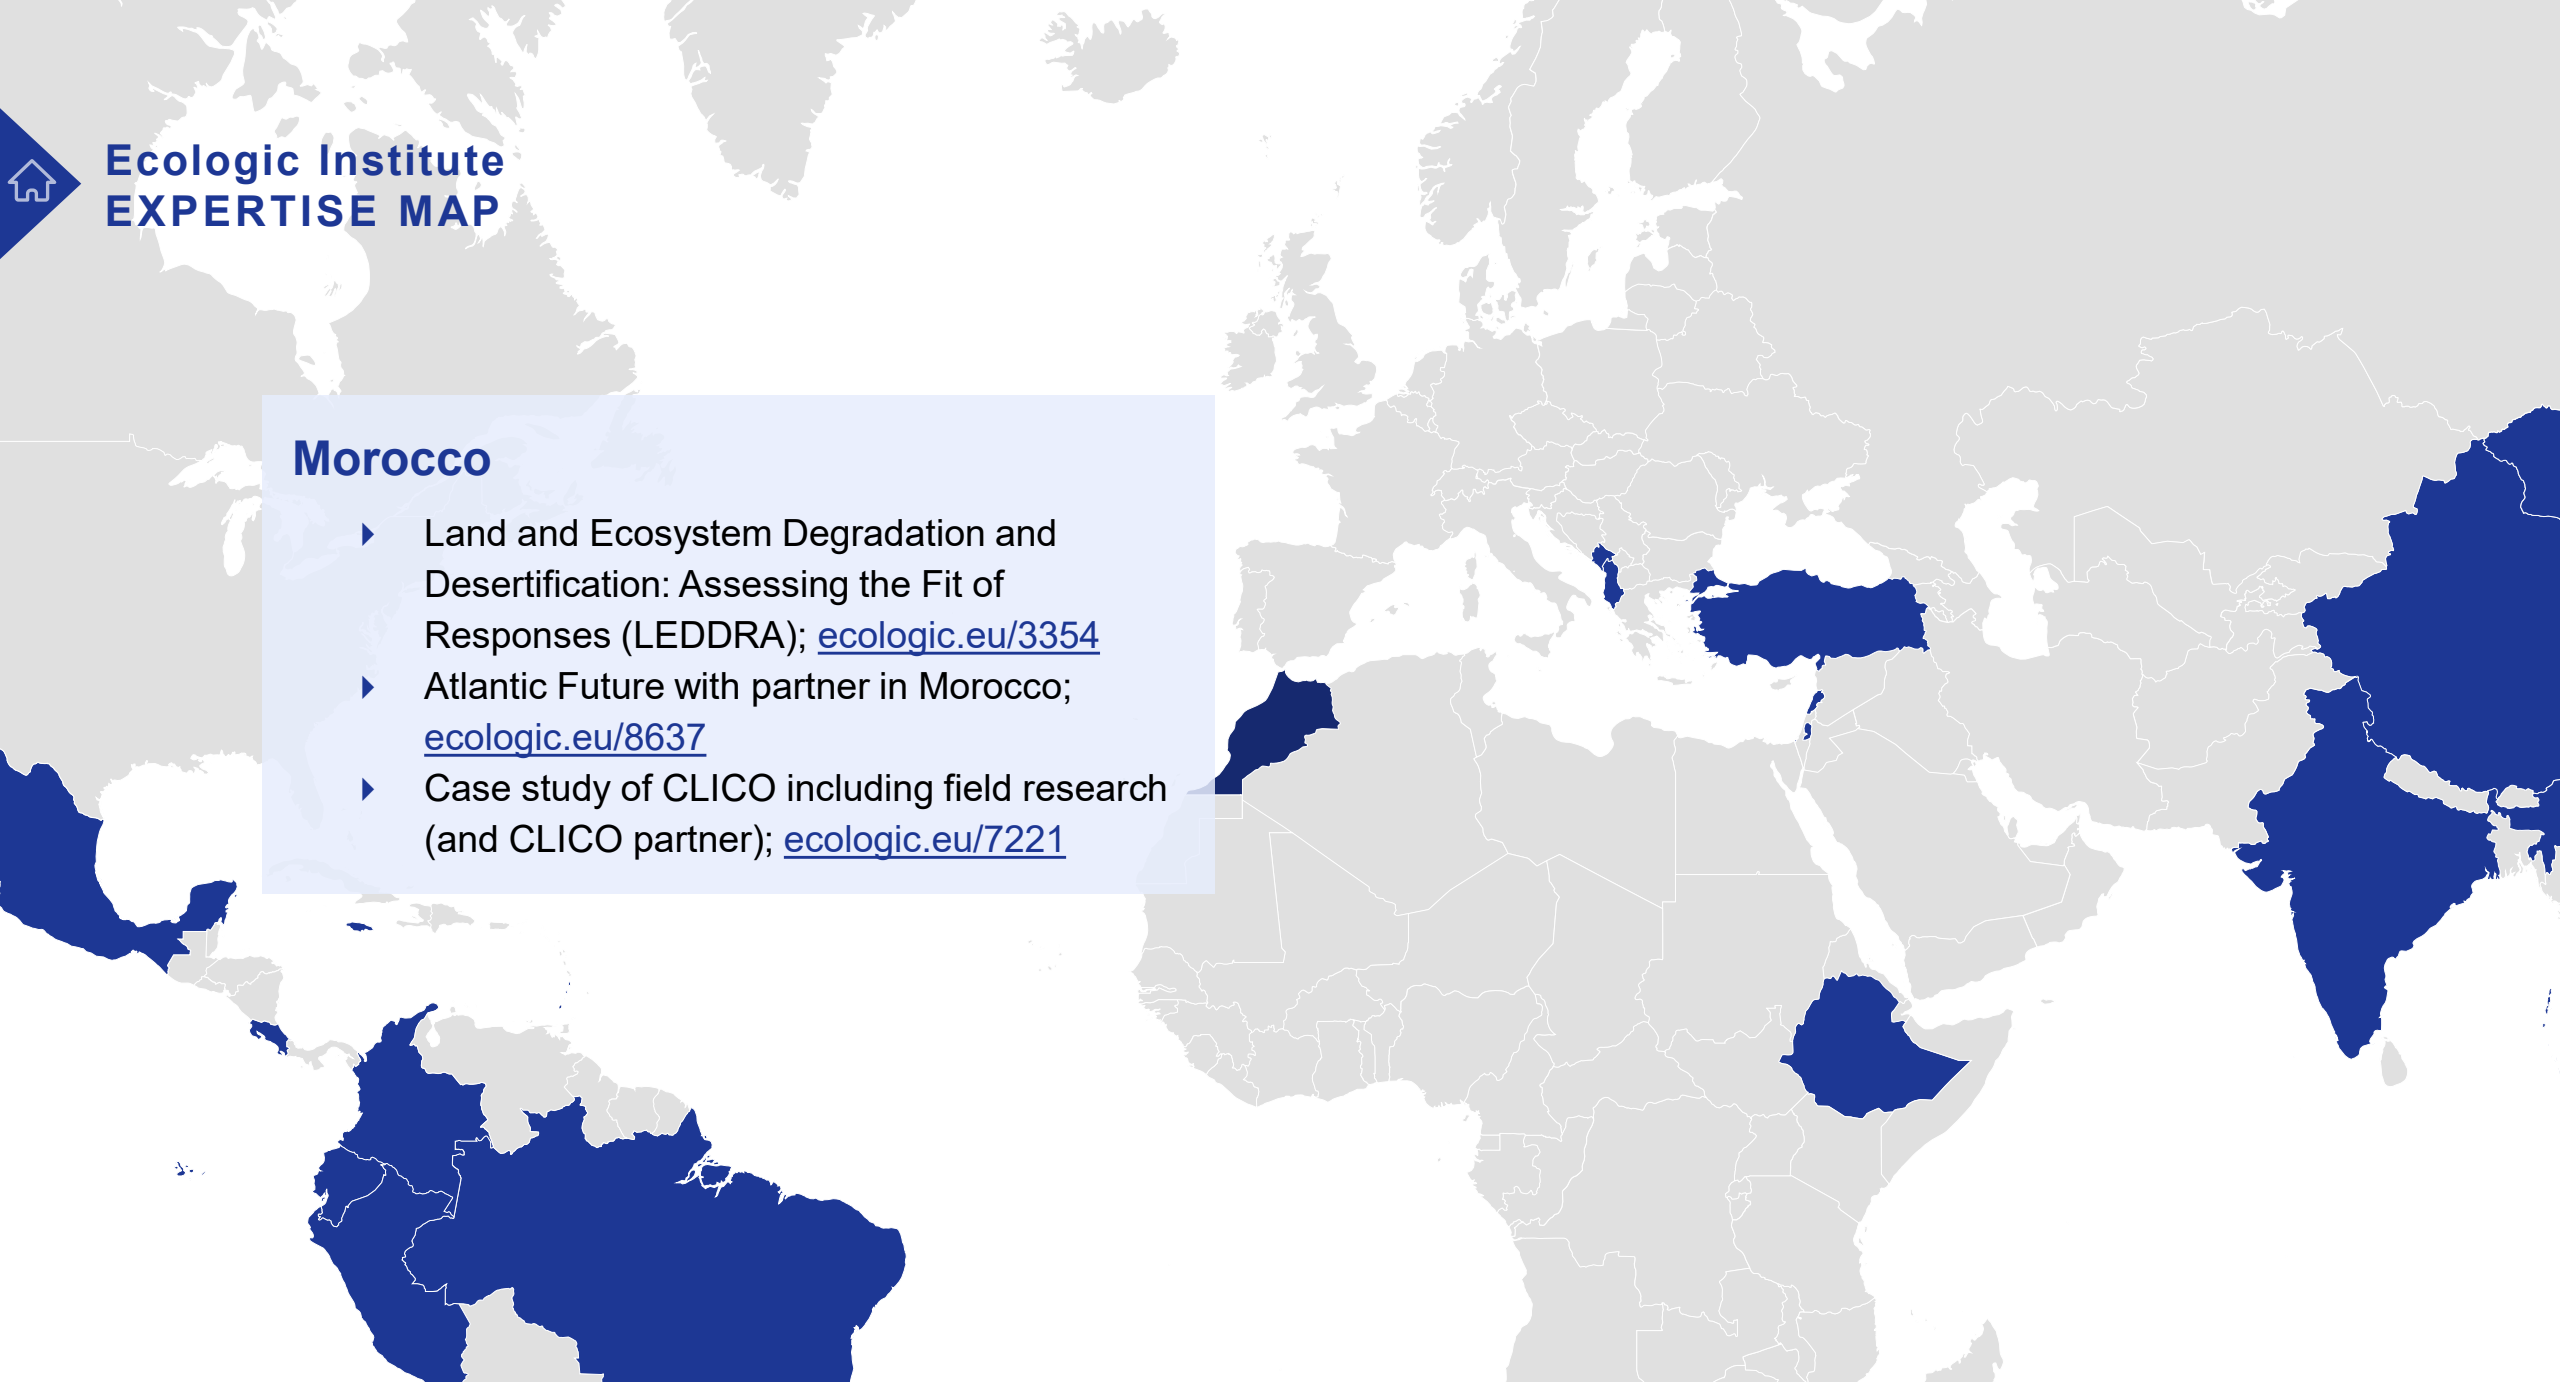 Ecologic Institute
EXPERTISE MAP
Morocco
Land and Ecosystem Degradation and
Desertification: Assessing the Fit of
Responses (LEDDRA); ecologic.eu/3354
Atlantic Future with partner in Morocco;
ecologic.eu/8637
Case study of CLICO including field research
(and CLICO partner); ecologic.eu/7221